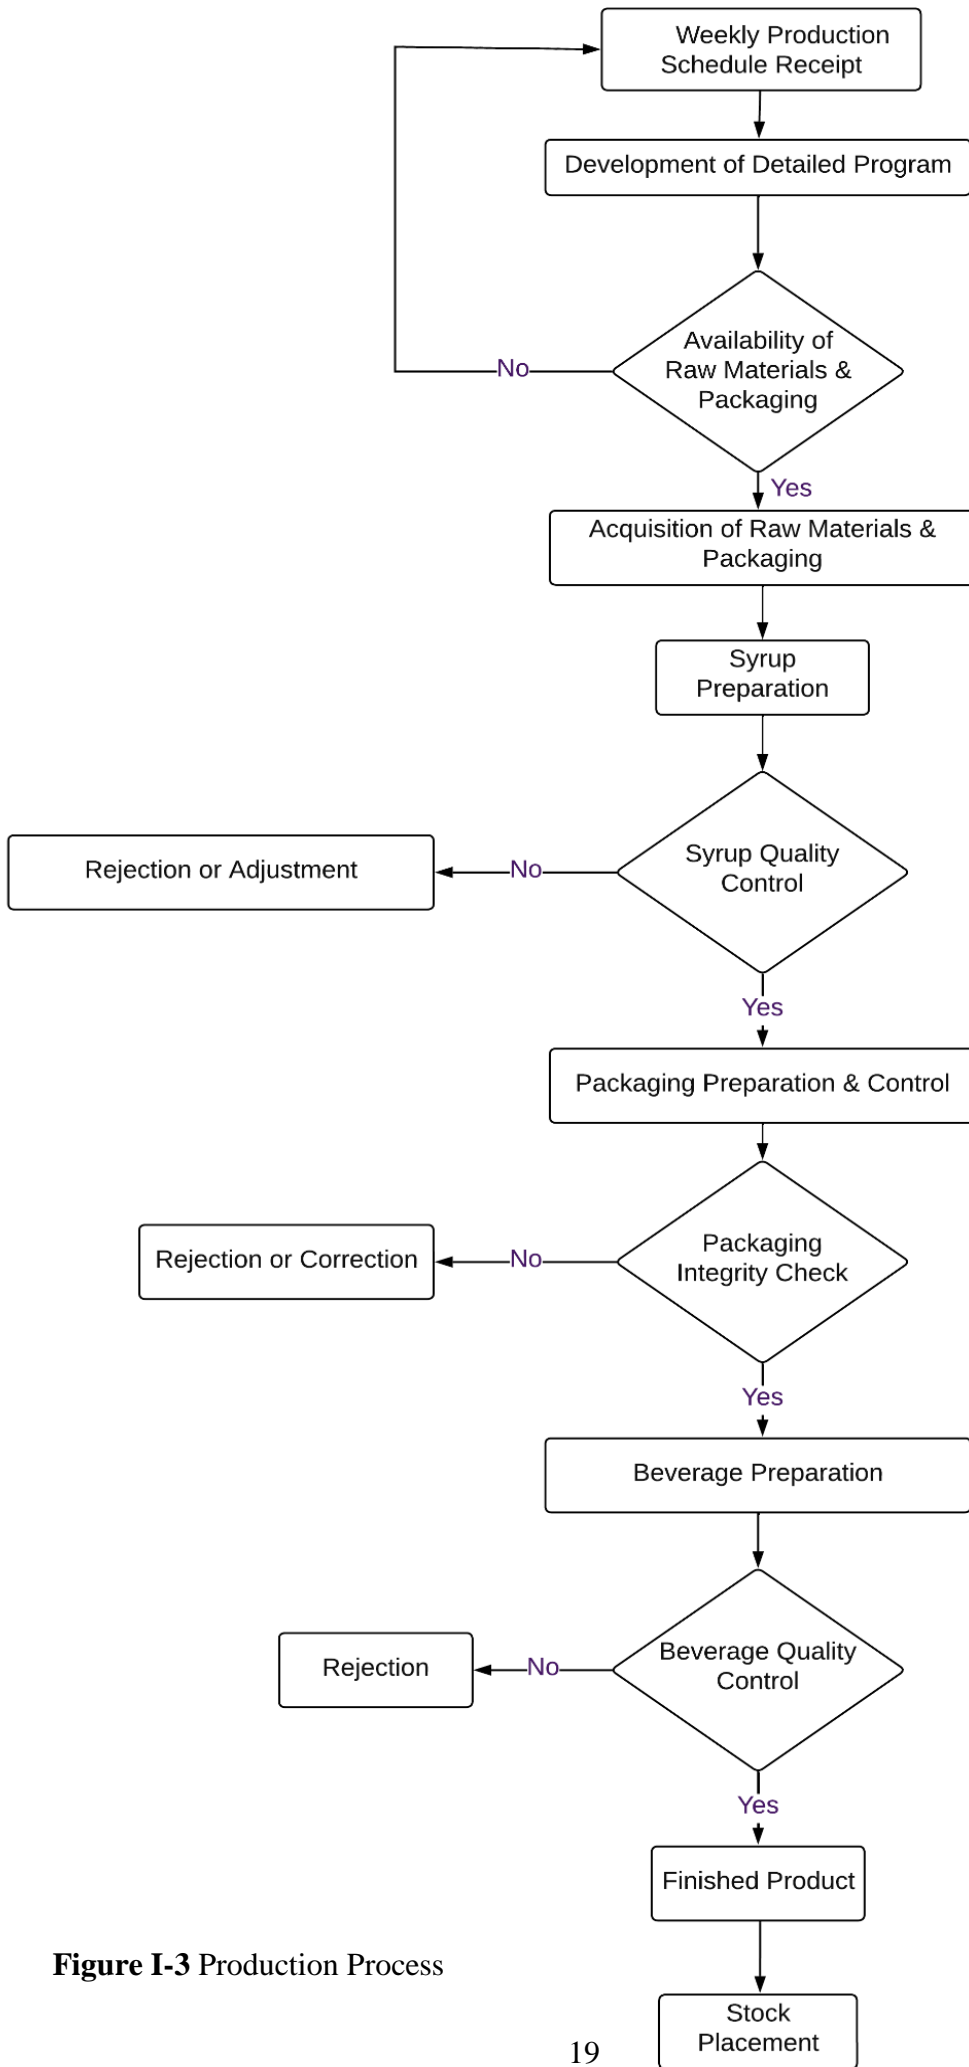 Weekly Production
Schedule Receipt
Development of Detailed Program
Availability of
Raw Materials &
Packaging
No
Yes
Acquisition of Raw Materials &
Packaging
Syrup
Preparation
Syrup Quality
Control
No
Rejection or Adjustment
Yes
Packaging Preparation & Control
Packaging
Integrity Check
No
Rejection or Correction
Yes
Beverage Preparation
Beverage Quality
Control
No
Rejection
Yes
Finished Product
Stock
Placement
Figure I-3 Production Process
19